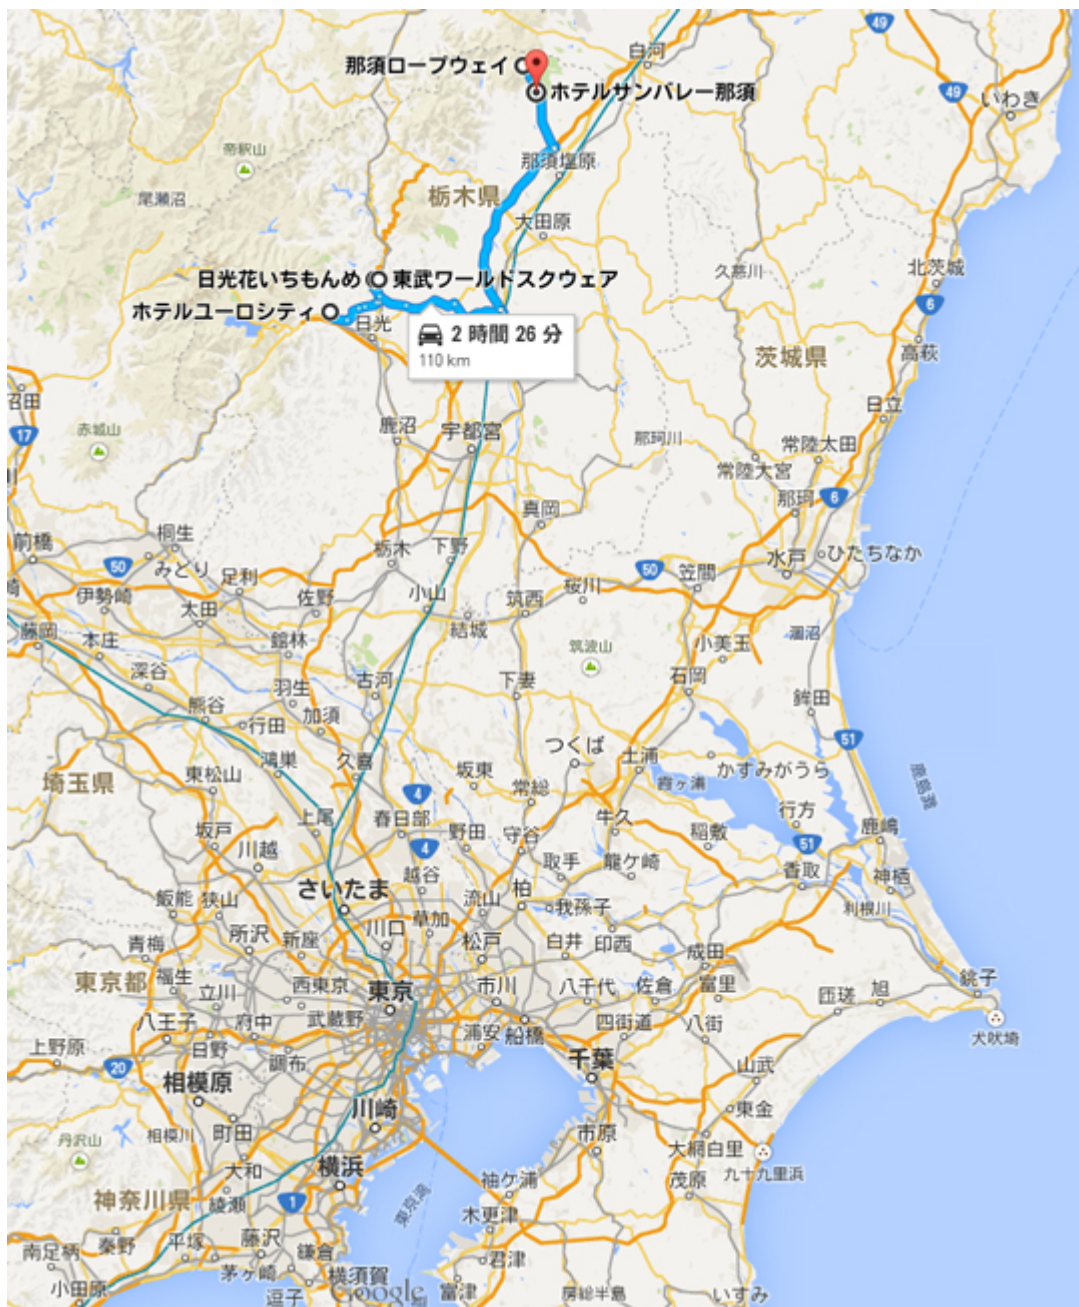 49
白河
那須ロープウェイ
ホテルサンバレー那須
49
いわき
帝釈山
那須塩原
栃木県
尾瀬沼
大田原
久慈川
日光花いちもんめ
東武ワールドスクウェア
北茨城
ホテルユーロシティ
6
日光
2 時間 26 分
110 km
高萩
茨城県
沼田
日立
17
赤城山
鹿沼
宇都宮
那珂川
常陸太田
常陸大宮
6
那珂
真岡
桐生
前橋
栃木
下野
水戸
ひたちなか
50
みどり
足利
50
笠間
桜川
伊勢崎
太田
佐野
小山
筑西
結城
藤岡
本庄
館林
筑波山
小美玉
涸沼
深谷
羽生
古河
下妻
石岡
鉾田
熊谷
行田
加須
51
つくば
土浦
鴻巣
久喜
坂東
かすみがうら
霞ヶ浦
鹿島灘
埼玉県
東松山
4
常総
行方
上尾
春日部
牛久
鹿嶋
坂戸
野田
守谷
稲敷
51
川越
4
取手
龍ケ崎
越谷
香取
神栖
さいたま
飯能
狭山
流山
柏
我孫子
利根川
草加
川口
所沢
新座
松戸
白井
印西
青梅
成田
東京都
福生
立川
西東京
東京
市川
八千代
佐倉
富里
匝瑳
旭
銚子
八王子
府中
武蔵野
浦安
船橋
四街道
八街
犬吠埼
上野原
日野
調布
千葉
20
山武
相模原
川崎
東金
丹沢山
相模川
町田
市原
大網白里
大和
横浜
袖ケ浦
茂原
九十九里浜
神奈川県
綾瀬
1
東京湾
木更津
南足柄
秦野
平塚
藤沢
鎌倉
君津
茅ヶ崎
横須賀
小田原
逗子
Google
富津
房総半島
いすみ